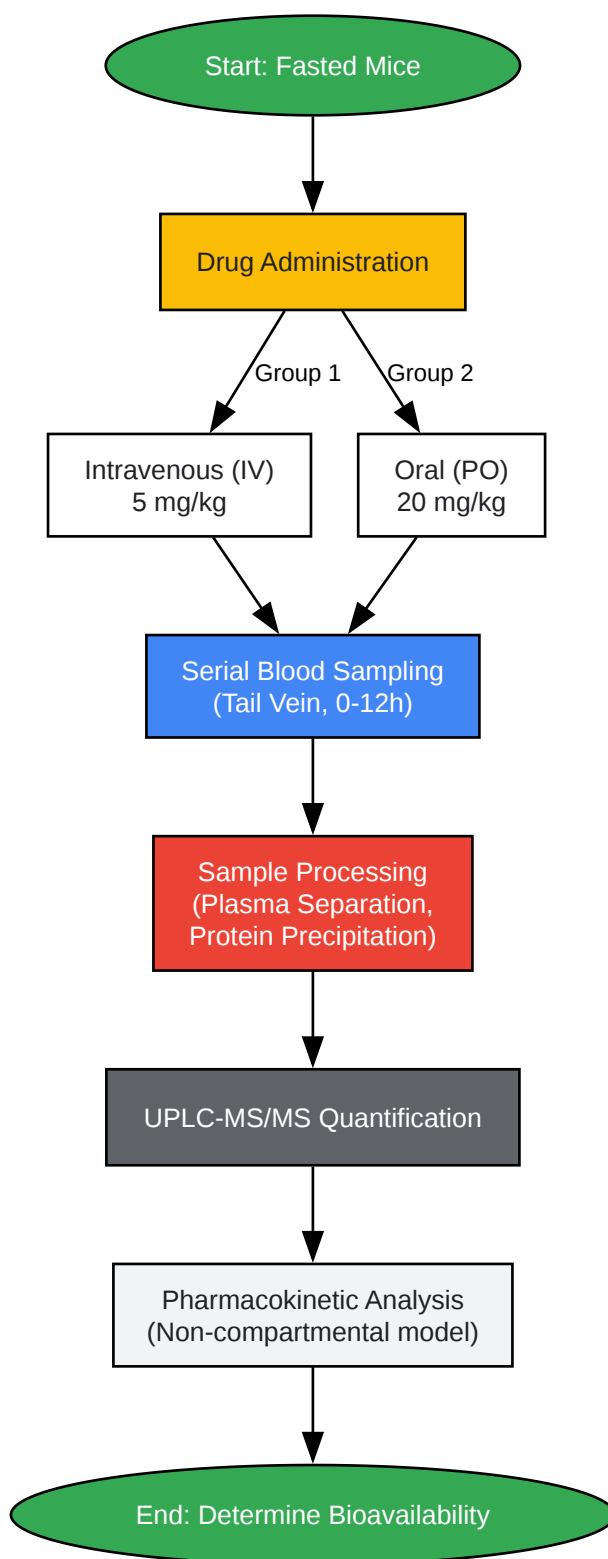 Start: Fasted Mice
Drug Administration
Group 1
Group 2
Intravenous (IV)
5 mg/kg
Oral (PO)
20 mg/kg
Serial Blood Sampling
(Tail Vein, 0-12h)
Sample Processing
(Plasma Separation,
Protein Precipitation)
UPLC-MS/MS Quantification
Pharmacokinetic Analysis
(Non-compartmental model)
End: Determine Bioavailability